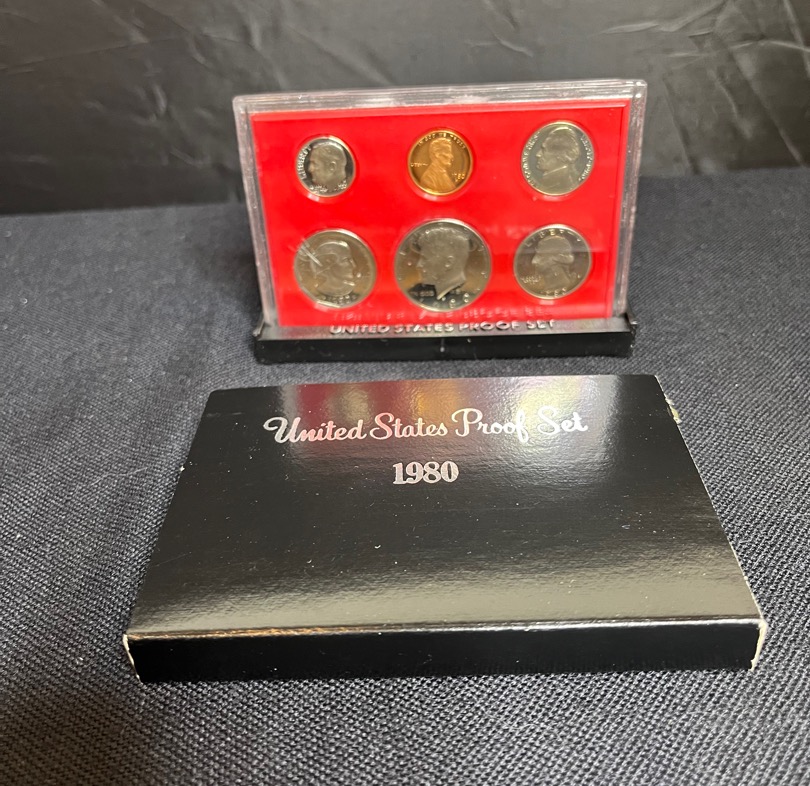 UNITED STATES PROOF SET
United States Proof Set
1980